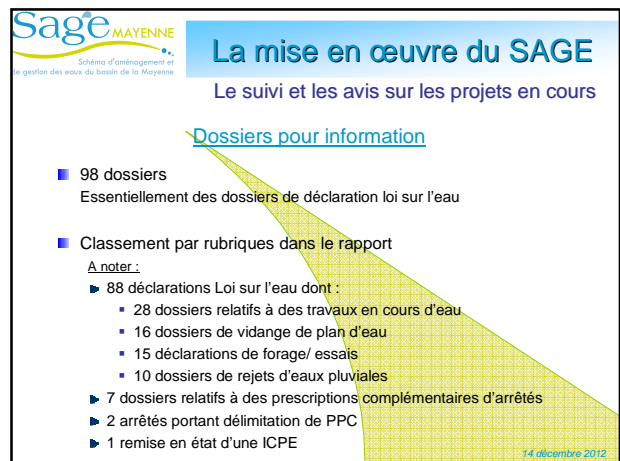 Sage MAYENNE
Schéma d'aménagement et
de gestion des eaux du bassin de la Mayenne
La mise en œuvre du SAGE
Le suivi et les avis sur les projets en cours
Dossiers pour information
98 dossiers
Essentiellement des dossiers de déclaration loi sur l'eau
Classement par rubriques dans le rapport
A noter :
88 déclarations Loi sur l'eau dont :
28 dossiers relatifs à des travaux en cours d'eau
16 dossiers de vidange de plan d'eau
15 déclarations de forage/ essais
10 dossiers de rejets d'eaux pluviales
7 dossiers relatifs à des prescriptions complémentaires d'arrêtés
2 arrêtés portant délimitation de PPC
1 remise en état d'une ICPE
14 décembre 2012